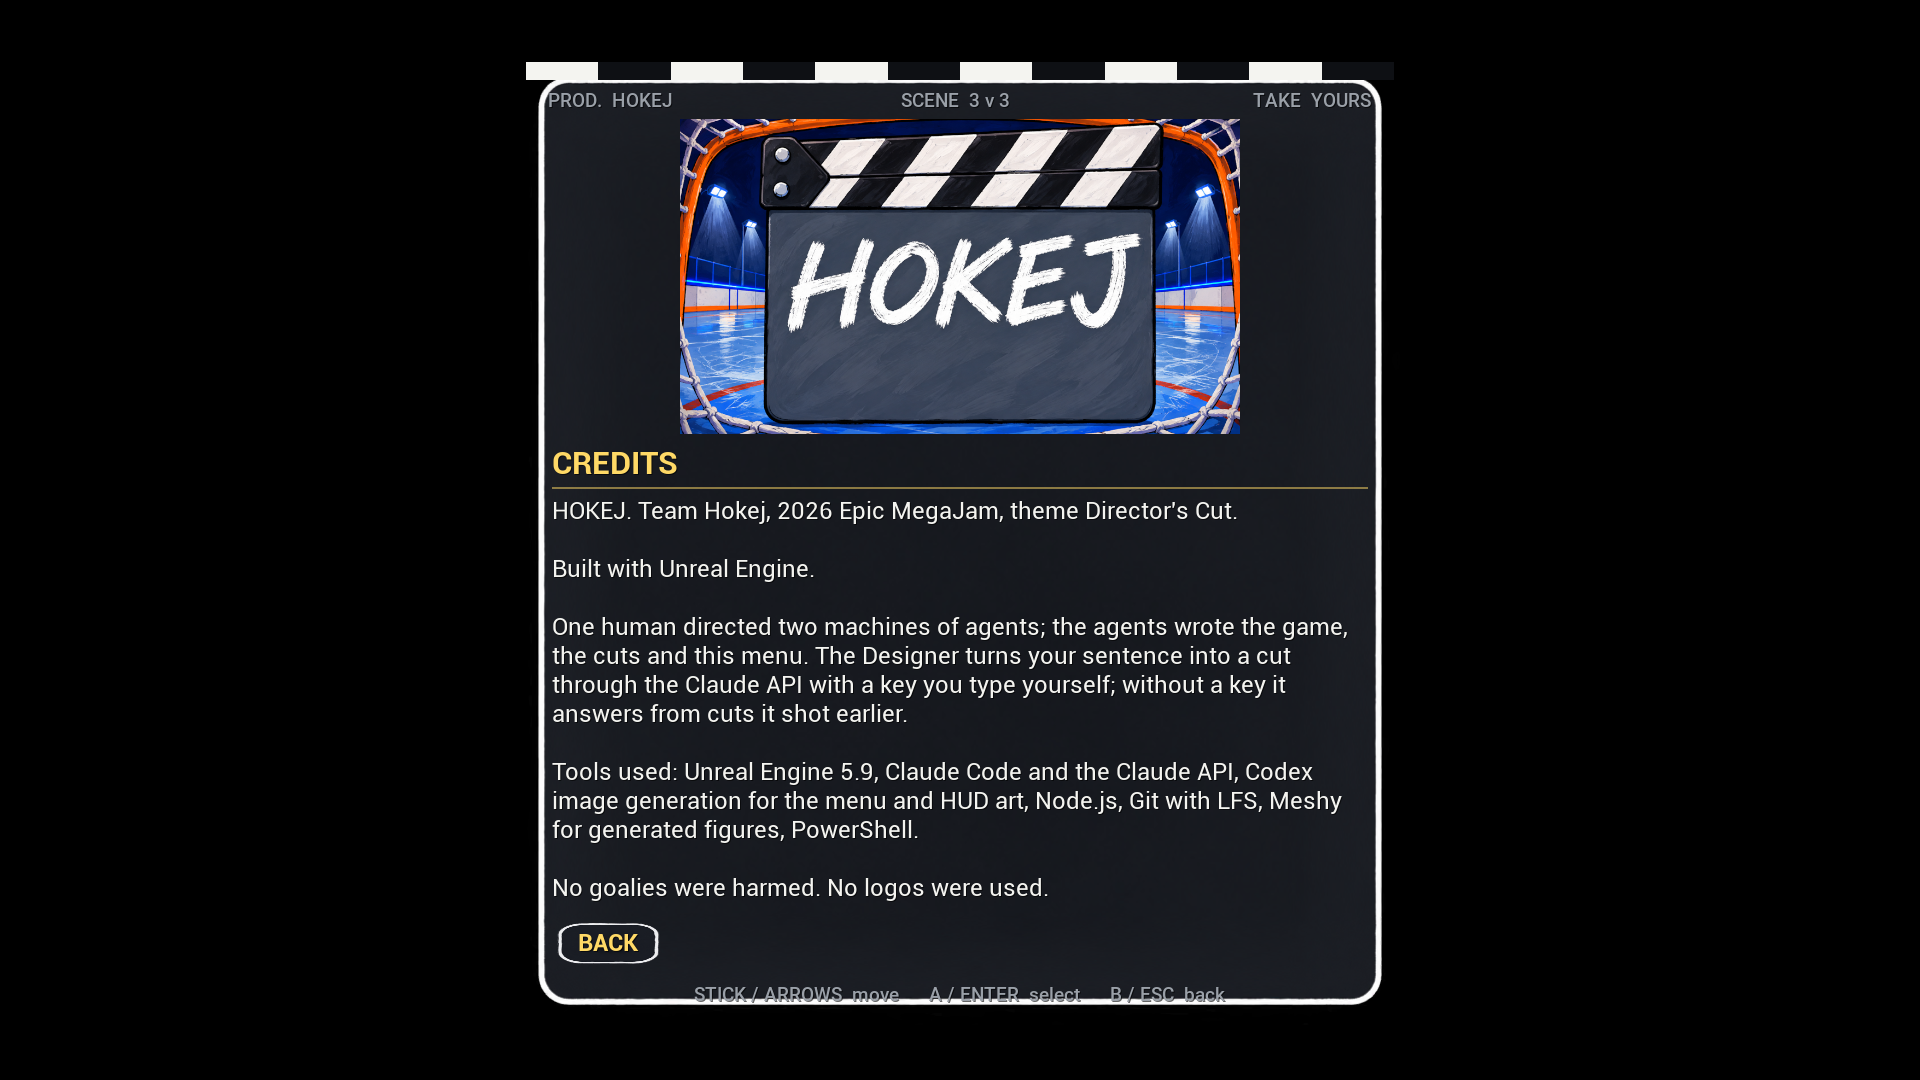 PROD. HOKEJ SCENE 3 v 3 TAKE YOURS
HOKEJ
CREDITS
HOKEJ. Team Hokej, 2026 Epic MegaJam, theme Director's Cut.
Built with Unreal Engine.
One human directed two machines of agents; the agents wrote the game,
the cuts and this menu. The Designer turns your sentence into a cut
through the Claude API with a key you type yourself; without a key it
answers from cuts it shot earlier.
Tools used: Unreal Engine 5.9, Claude Code and the Claude API, Codex
image generation for the menu and HUD art, Node.js, Git with LFS, Meshy
for generated figures, PowerShell.
No goalies were harmed. No logos were used.
BACK
STICK / ARROWS move A / ENTER select B / ESC back